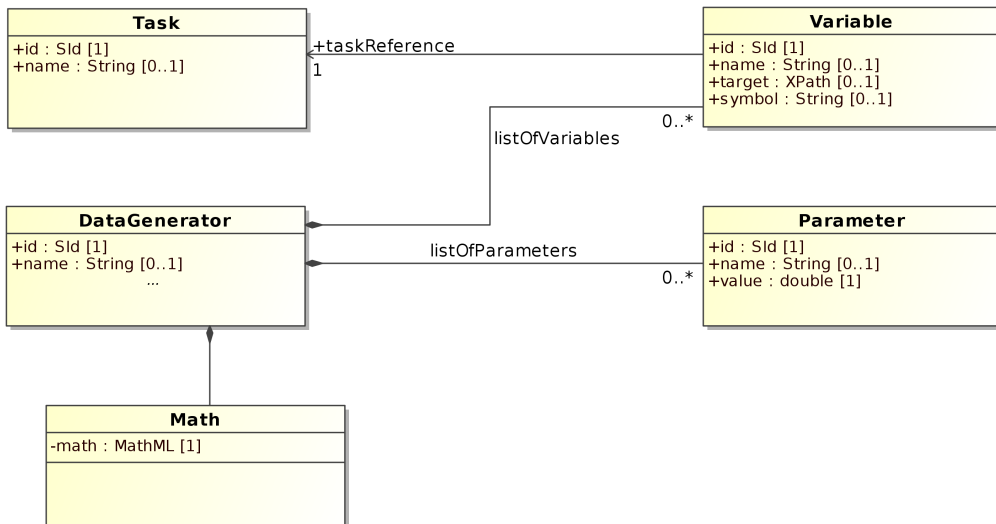 Task
+id : SId [1]
+name : String [0..1]
+taskReference
1
Variable
+id : SId [1]
+name : String [0..1]
+target : XPath [0..1]
+symbol : String [0..1]
0..*
listOfVariables
DataGenerator
+id : SId [1]
+name : String [0..1]
...
listOfParameters
0..*
Parameter
+id : SId [1]
+name : String [0..1]
+value : double [1]
Math
-math : MathML [1]